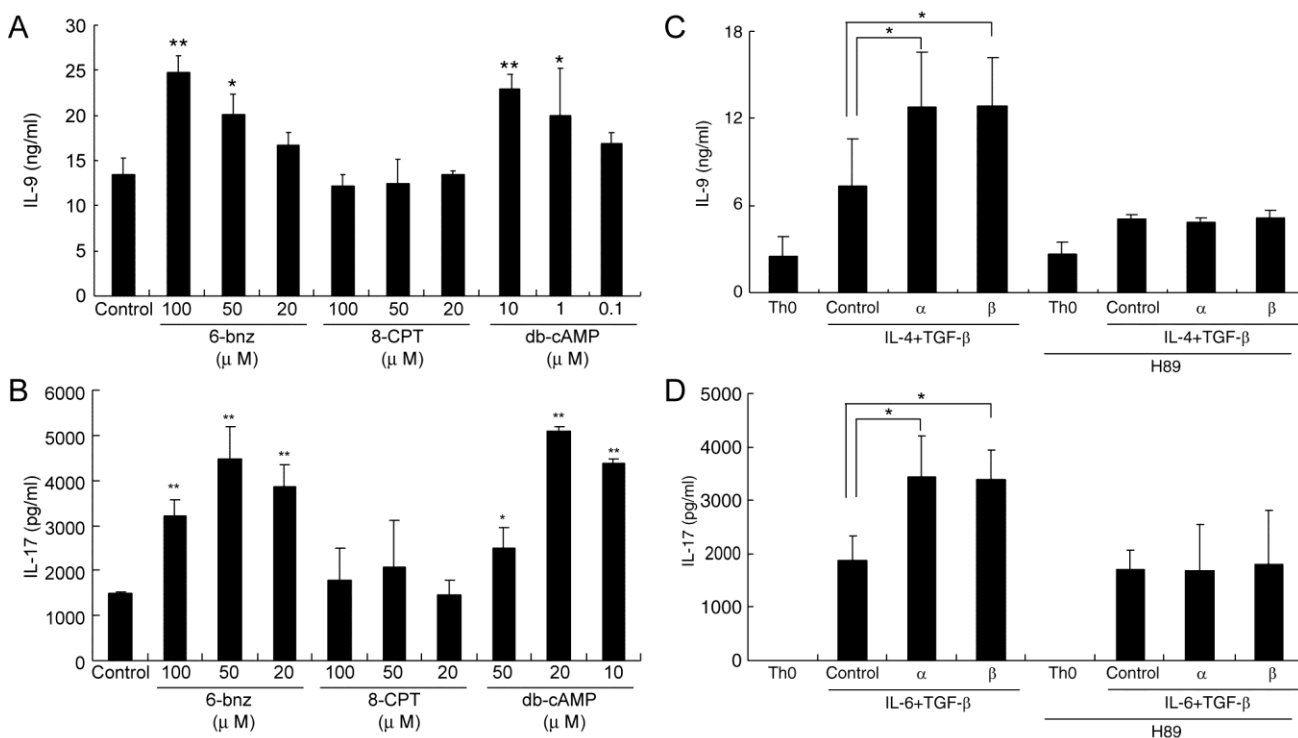 A
IL-9 (ng/ml)
30
25
20
15
10
5
0
** * ** *
Control 100 50 20 100 50 20 10 1 0.1
6-bnz 8-CPT db-cAMP
(μ M) (μ M) (μ M)
B
IL-17 (pg/ml)
6000
5000
4000
3000
2000
1000
0
** ** ** * ** **
Control 100 50 20 100 50 20 50 20 10
6-bnz 8-CPT db-cAMP
(μ M) (μ M) (μ M)
C
IL-9 (ng/ml)
18
12
6
0
*
*
Th0 Control α β Th0 Control α β
IL-4+TGF-β IL-4+TGF-β
H89
D
IL-17 (pg/ml)
5000
4000
3000
2000
1000
0
*
*
Th0 Control α β Th0 Control α β
IL-6+TGF-β IL-6+TGF-β
H89